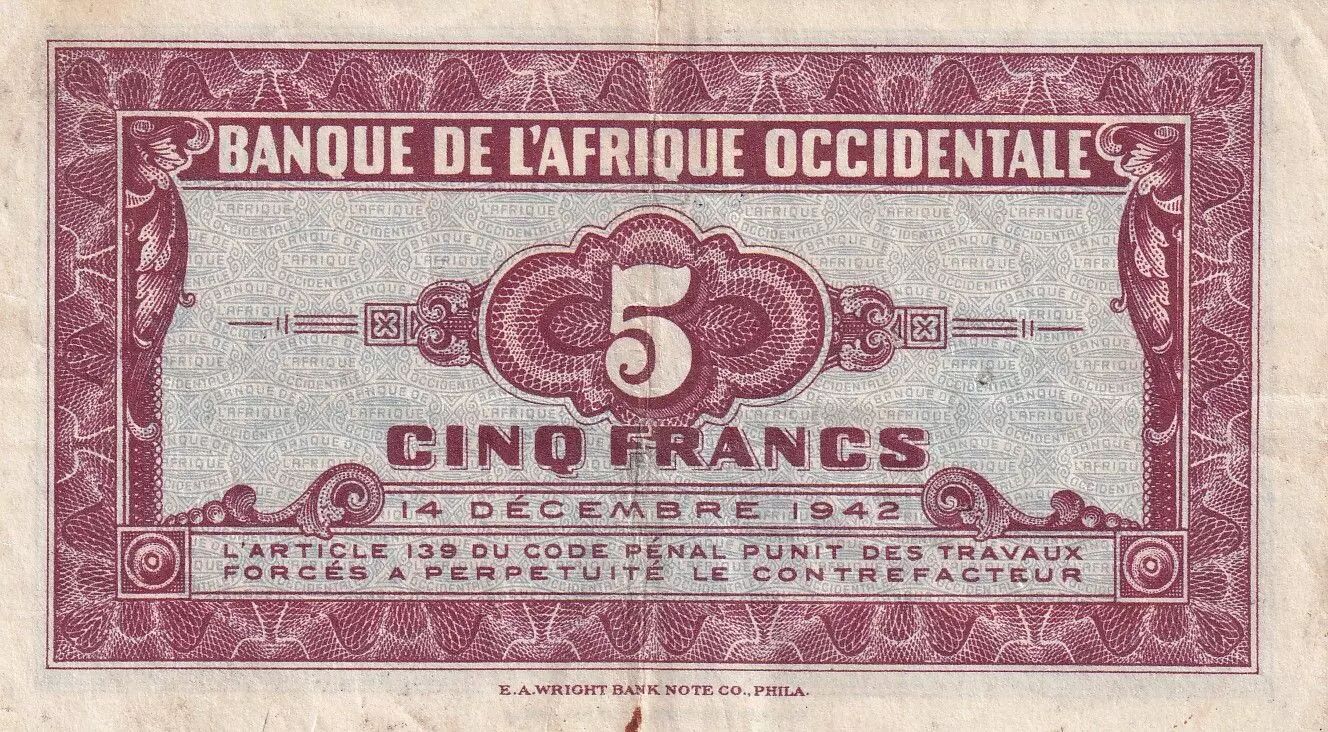 BANQUE DE L'AFRIQUE OCCIDENTALE
5
CINQ FRANCS
14 DÉCEMBRE 1942
L'ARTICLE 139 DU CODE PÉNAL PUNIT DES TRAVAUX
FORCÉS A PERPETUITÉ LE CONTREFACTEUR
E.A.WRIGHT BANK NOTE CO., PHILA.